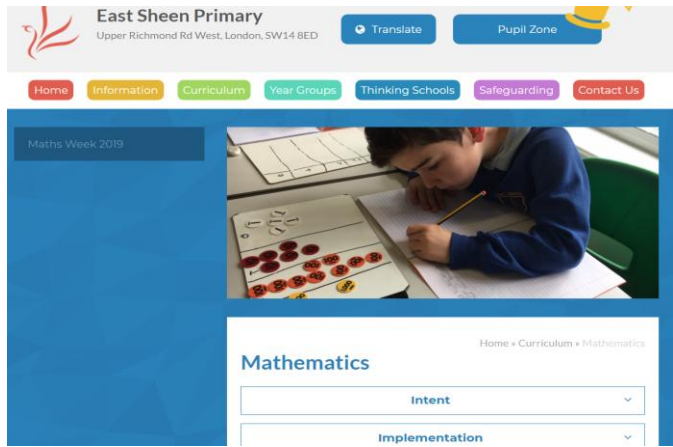 East Sheen Primary
Upper Richmond Rd West, London, SW14 8ED
Translate
Pupil Zone
Home
Information
Curriculum
Year Groups
Thinking Schools
Safeguarding
Contact Us
Maths Week 2019
Home » Curriculum » Mathematics
Mathematics
Intent
Implementation